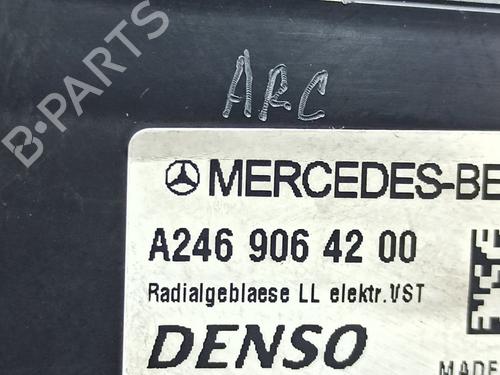 B-PARTS
ARC
MERCEDES-BE
A246 906 42 00
Radialgeblaese LL elektr.VST
DENSO
MADE